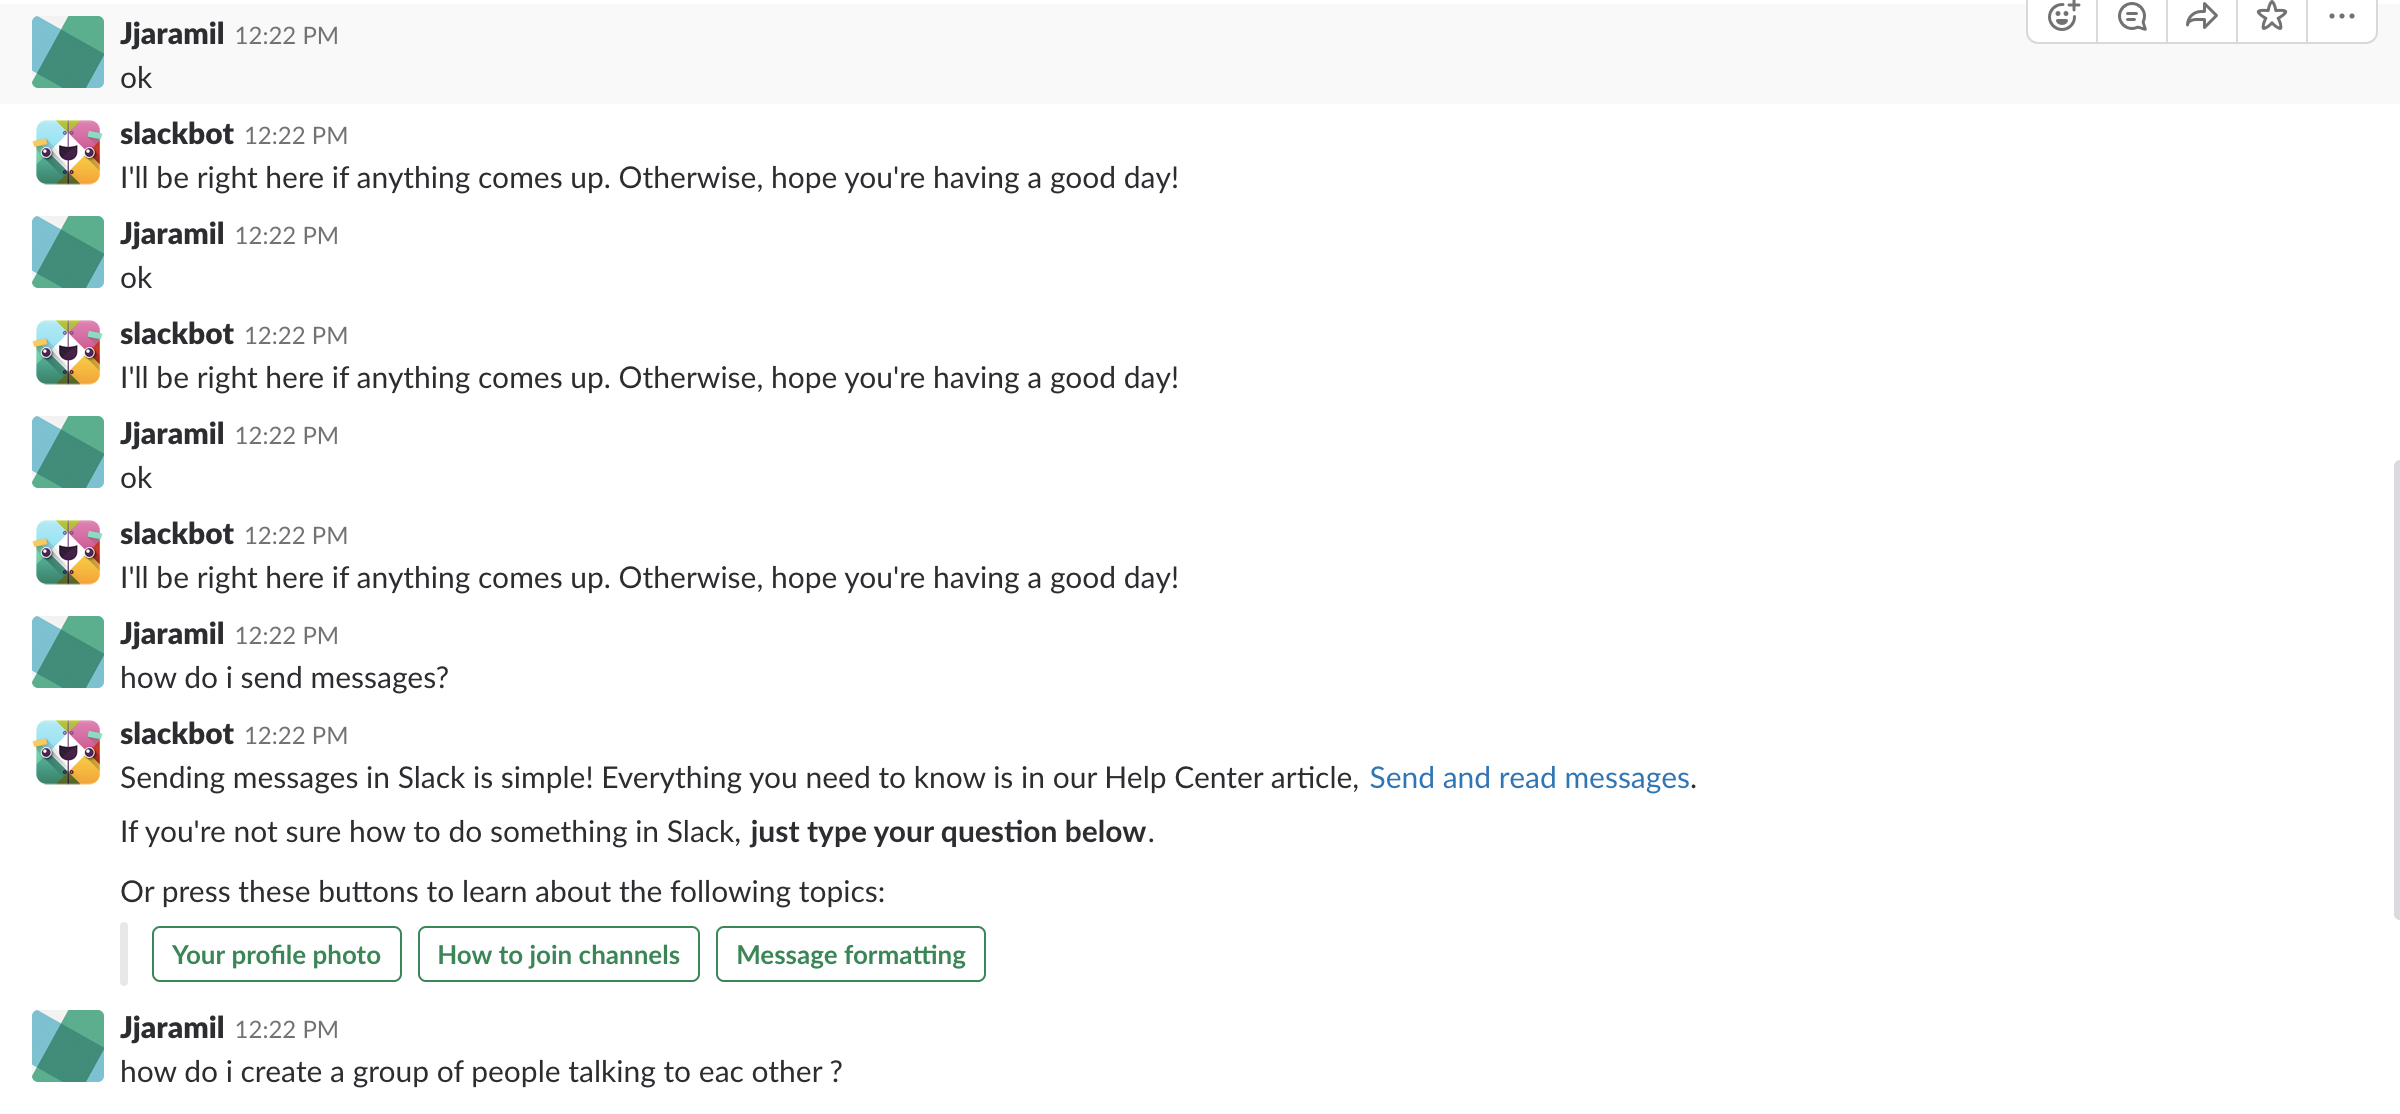 Jjaramil 12:22 PM
ok
slackbot 12:22 PM
I'll be right here if anything comes up. Otherwise, hope you're having a good day!
Jjaramil 12:22 PM
ok
slackbot 12:22 PM
I'll be right here if anything comes up. Otherwise, hope you're having a good day!
Jjaramil 12:22 PM
ok
slackbot 12:22 PM
I'll be right here if anything comes up. Otherwise, hope you're having a good day!
Jjaramil 12:22 PM
how do i send messages?
slackbot 12:22 PM
Sending messages in Slack is simple! Everything you need to know is in our Help Center article, Send and read messages.
If you're not sure how to do something in Slack, just type your question below.
Or press these buttons to learn about the following topics:
Your profile photo How to join channels Message formatting
Jjaramil 12:22 PM
how do i create a group of people talking to eac other ?